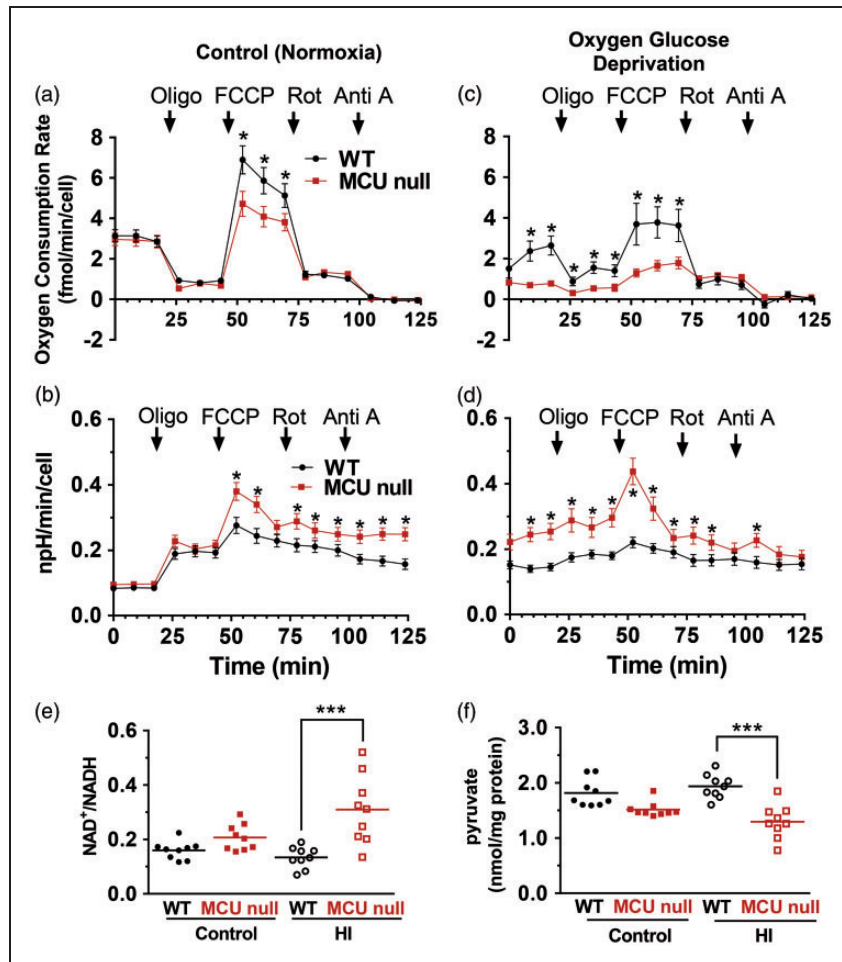 Control (Normoxia)
Oxygen Glucose
Deprivation
(a)
Oligo FCCP Rot Anti A
Oxygen Consumption Rate
(fmol/min/cell)
8
6
4
2
0
-2
WT
MCU null
* * *
25 50 75 100 125
(c)
Oligo FCCP Rot Anti A
8
6
4
2
0
-2
WT
MCU null
* * * * * * * *
25 50 75 100 125
(b)
Oligo FCCP Rot Anti A
npH/min/cell
0.6
0.4
0.2
0.0
WT
MCU null
* * * * * * * *
0 25 50 75 100 125
Time (min)
(d)
Oligo FCCP Rot Anti A
0.6
0.4
0.2
0.0
* * * * * * * * * * *
0 25 50 75 100 125
Time (min)
(e)
NAD+/NADH
0.6
0.4
0.2
0.0
***
WT MCU null WT MCU null
Control HI
(f)
pyruvate
(nmol/mg protein)
3.0
2.0
1.0
0.0
***
WT MCU null WT MCU null
Control HI